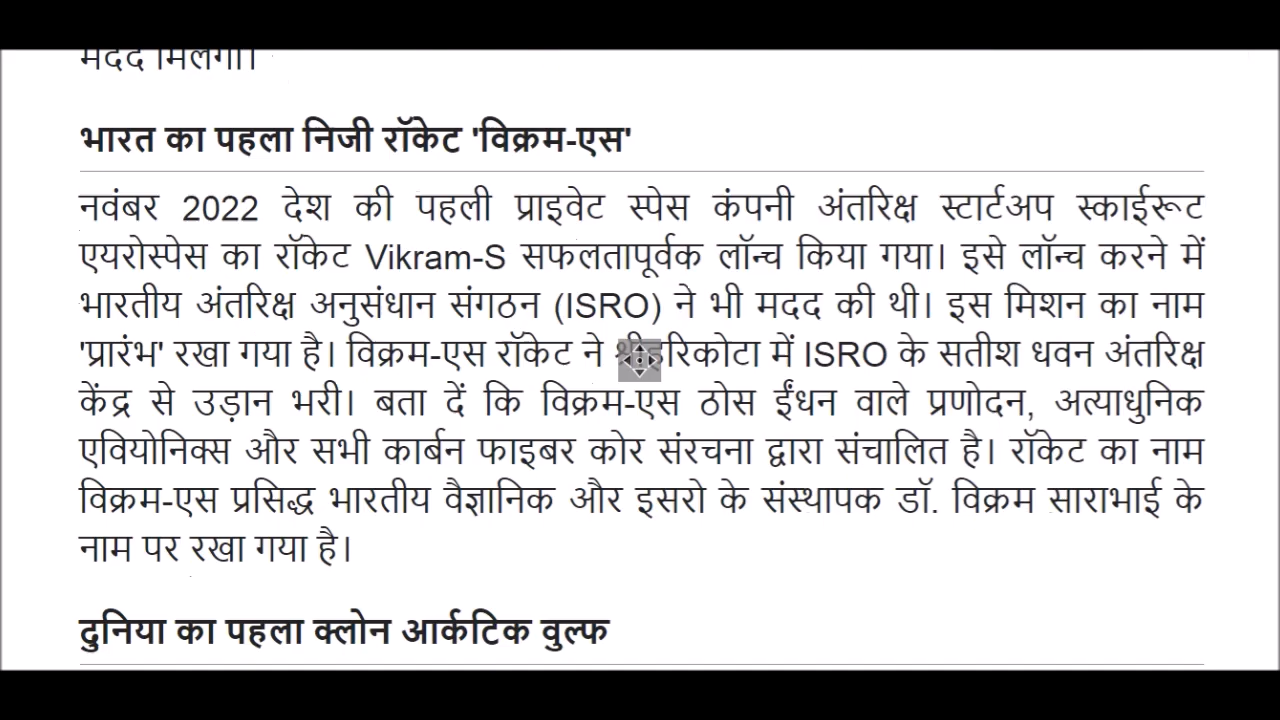 मदद मिलेगी।
भारत का पहला निजी रॉकेट 'विक्रम-एस'
नवंबर 2022 देश की पहली प्राइवेट स्पेस कंपनी अंतरिक्ष स्टार्टअप स्काईरूट
एयरोस्पेस का रॉकेट Vikram-S सफलतापूर्वक लॉन्च किया गया। इसे लॉन्च करने में
भारतीय अंतरिक्ष अनुसंधान संगठन (ISRO) ने भी मदद की थी। इस मिशन का नाम
'प्रारंभ' रखा गया है। विक्रम-एस रॉकेट ने श्रीहरिकोटा में ISRO के सतीश धवन अंतरिक्ष
केंद्र से उड़ान भरी। बता दें कि विक्रम-एस ठोस ईंधन वाले प्रणोदन, अत्याधुनिक
एवियोनिक्स और सभी कार्बन फाइबर कोर संरचना द्वारा संचालित है। रॉकेट का नाम
विक्रम-एस प्रसिद्ध भारतीय वैज्ञानिक और इसरो के संस्थापक डॉ. विक्रम साराभाई के
नाम पर रखा गया है।
दुनिया का पहला क्लोन आर्कटिक वुल्फ